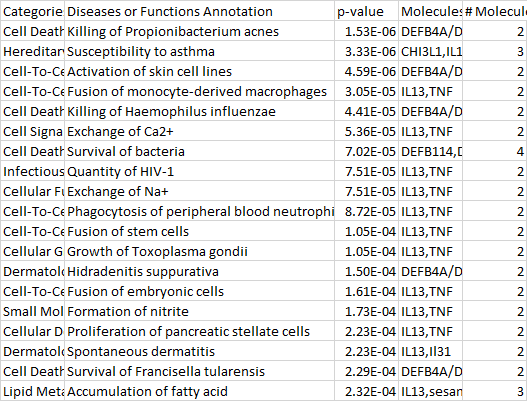 Categorie Diseases or Functions Annotation p-value Molecules # Molecule
Cell Death Killing of Propionibacterium acnes 1.53E-06 DEFB4A/D 2
Hereditar Susceptibility to asthma 3.33E-06 CHI3L1,IL1 3
Cell-To-Ce Activation of skin cell lines 4.59E-06 DEFB4A/D 2
Cell-To-Ce Fusion of monocyte-derived macrophages 3.05E-05 IL13,TNF 2
Cell Death Killing of Haemophilus influenzae 4.41E-05 DEFB4A/D 2
Cell Signa Exchange of Ca2+ 5.36E-05 IL13,TNF 2
Cell Death Survival of bacteria 7.02E-05 DEFB114,D 4
Infectious Quantity of HIV-1 7.51E-05 IL13,TNF 2
Cellular Fu Exchange of Na+ 7.51E-05 IL13,TNF 2
Cell-To-Ce Phagocytosis of peripheral blood neutrophi 8.72E-05 IL13,TNF 2
Cell-To-Ce Fusion of stem cells 1.05E-04 IL13,TNF 2
Cellular G Growth of Toxoplasma gondii 1.05E-04 IL13,TNF 2
Dermatolo Hidradenitis suppurativa 1.50E-04 DEFB4A/D 2
Cell-To-Ce Fusion of embryonic cells 1.61E-04 IL13,TNF 2
Small Mol Formation of nitrite 1.73E-04 IL13,TNF 2
Cellular D Proliferation of pancreatic stellate cells 2.23E-04 IL13,TNF 2
Dermatolo Spontaneous dermatitis 2.23E-04 IL13,Il31 2
Cell Death Survival of Francisella tularensis 2.29E-04 DEFB4A/D 2
Lipid Meta Accumulation of fatty acid 2.32E-04 IL13,sesan 3